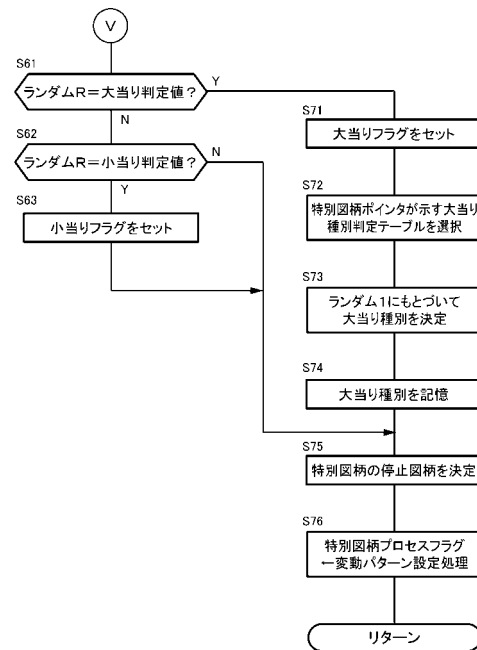 V
S61
ランダムR=大当り判定値?
Y
N
S62
ランダムR=小当り判定値?
N
Y
S63
小当りフラグをセット
S71
大当りフラグをセット
S72
特別図柄ポインタが示す大当り
種別判定テーブルを選択
S73
ランダム1にもとづいて
大当り種別を決定
S74
大当り種別を記憶
S75
特別図柄の停止図柄を決定
S76
特別図柄プロセスフラグ
←変動パターン設定処理
リターン